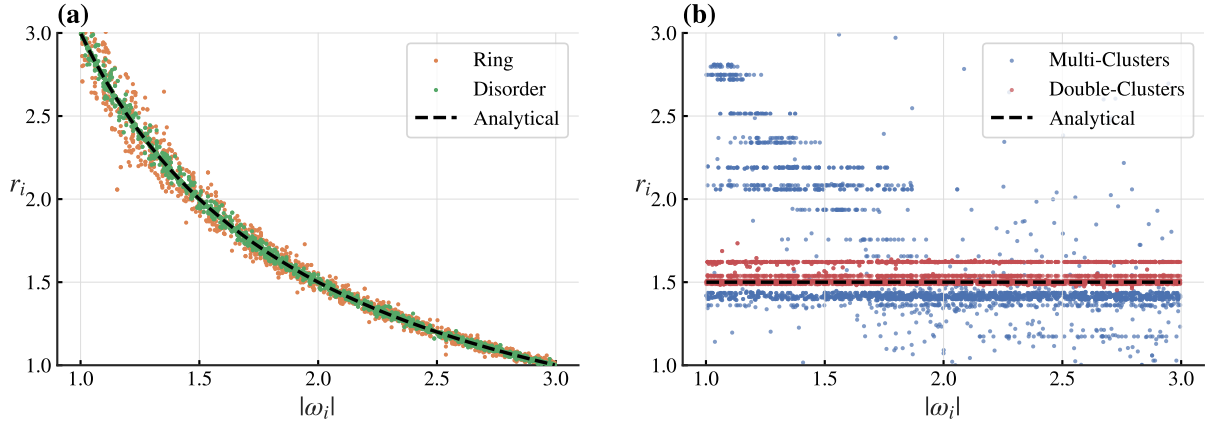 (a)
3.0
2.5
2.0
1.5
1.0
r_i
Ring
Disorder
Analytical
1.0 1.5 2.0 2.5 3.0
|ω_i|
(b)
3.0
2.5
2.0
1.5
1.0
r_i
Multi-Clusters
Double-Clusters
Analytical
1.0 1.5 2.0 2.5 3.0
|ω_i|